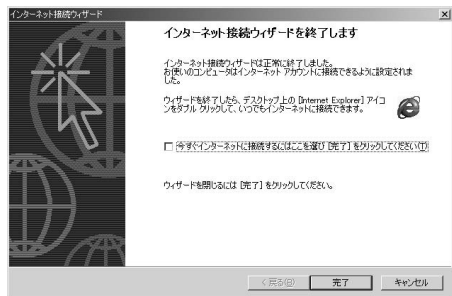 インターネット接続ウィザード
インターネット接続ウィザードを終了します
インターネット接続ウィザードは正常に終了しました。
お使いのコンピュータはインターネット アカウントに接続できるように設定されま
した。
ウィザードを終了したら、デスクトップ上の [Internet Explorer] アイコ
ンをダブル クリックして、いつでもインターネットに接続できます。
今すぐインターネットに接続するにはここを選び [完了] をクリックしてください(T)
ウィザードを閉じるには [完了] をクリックしてください。
< 戻る(B)
完了
キャンセル